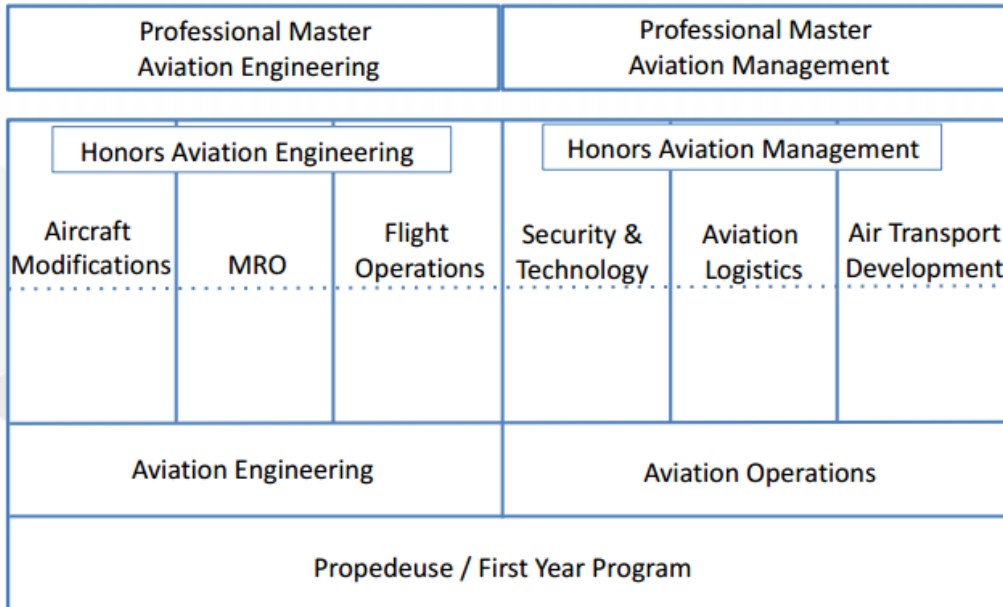 Professional Master
Aviation Engineering
Professional Master
Aviation Management
Honors Aviation Engineering
Honors Aviation Management
Aircraft
Modifications
MRO
Flight
Operations
Security &
Technology
Aviation
Logistics
Air Transport
Development
Aviation Engineering
Aviation Operations
Propedeuse / First Year Program